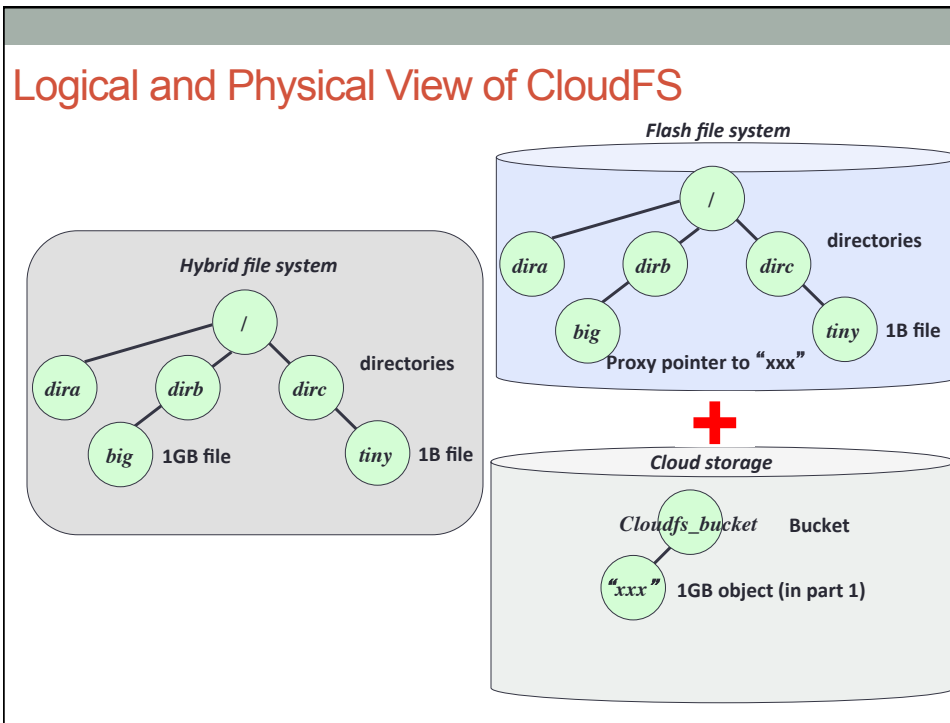 Logical and Physical View of CloudFS
Hybrid file system
/
directories
dira
dirb
dirc
big
1GB file
tiny
1B file
Flash file system
/
directories
dira
dirb
dirc
big
tiny
1B file
Proxy pointer to “xxx”
Cloud storage
Cloudfs_bucket
Bucket
“xxx”
1GB object (in part 1)